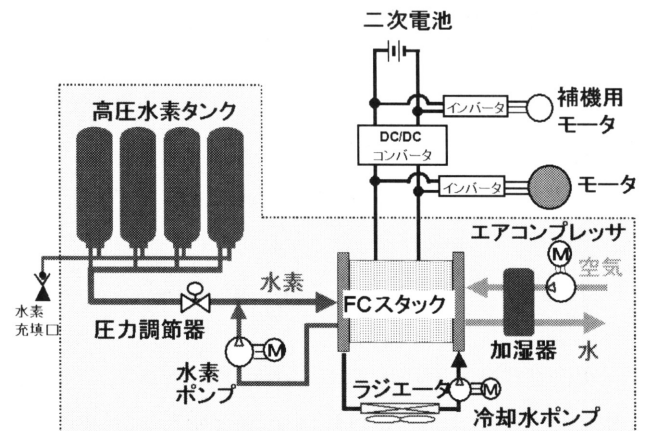 二次電池
高圧水素タンク
インバータ
補機用
モータ
DC/DC
コンバータ
インバータ
モータ
エアコンプレッサ
M
空気
水素
水素
充填口
圧力調節器
FCスタック
加湿器
水
M
水素
ポンプ
ラジエータ
M
冷却水ポンプ